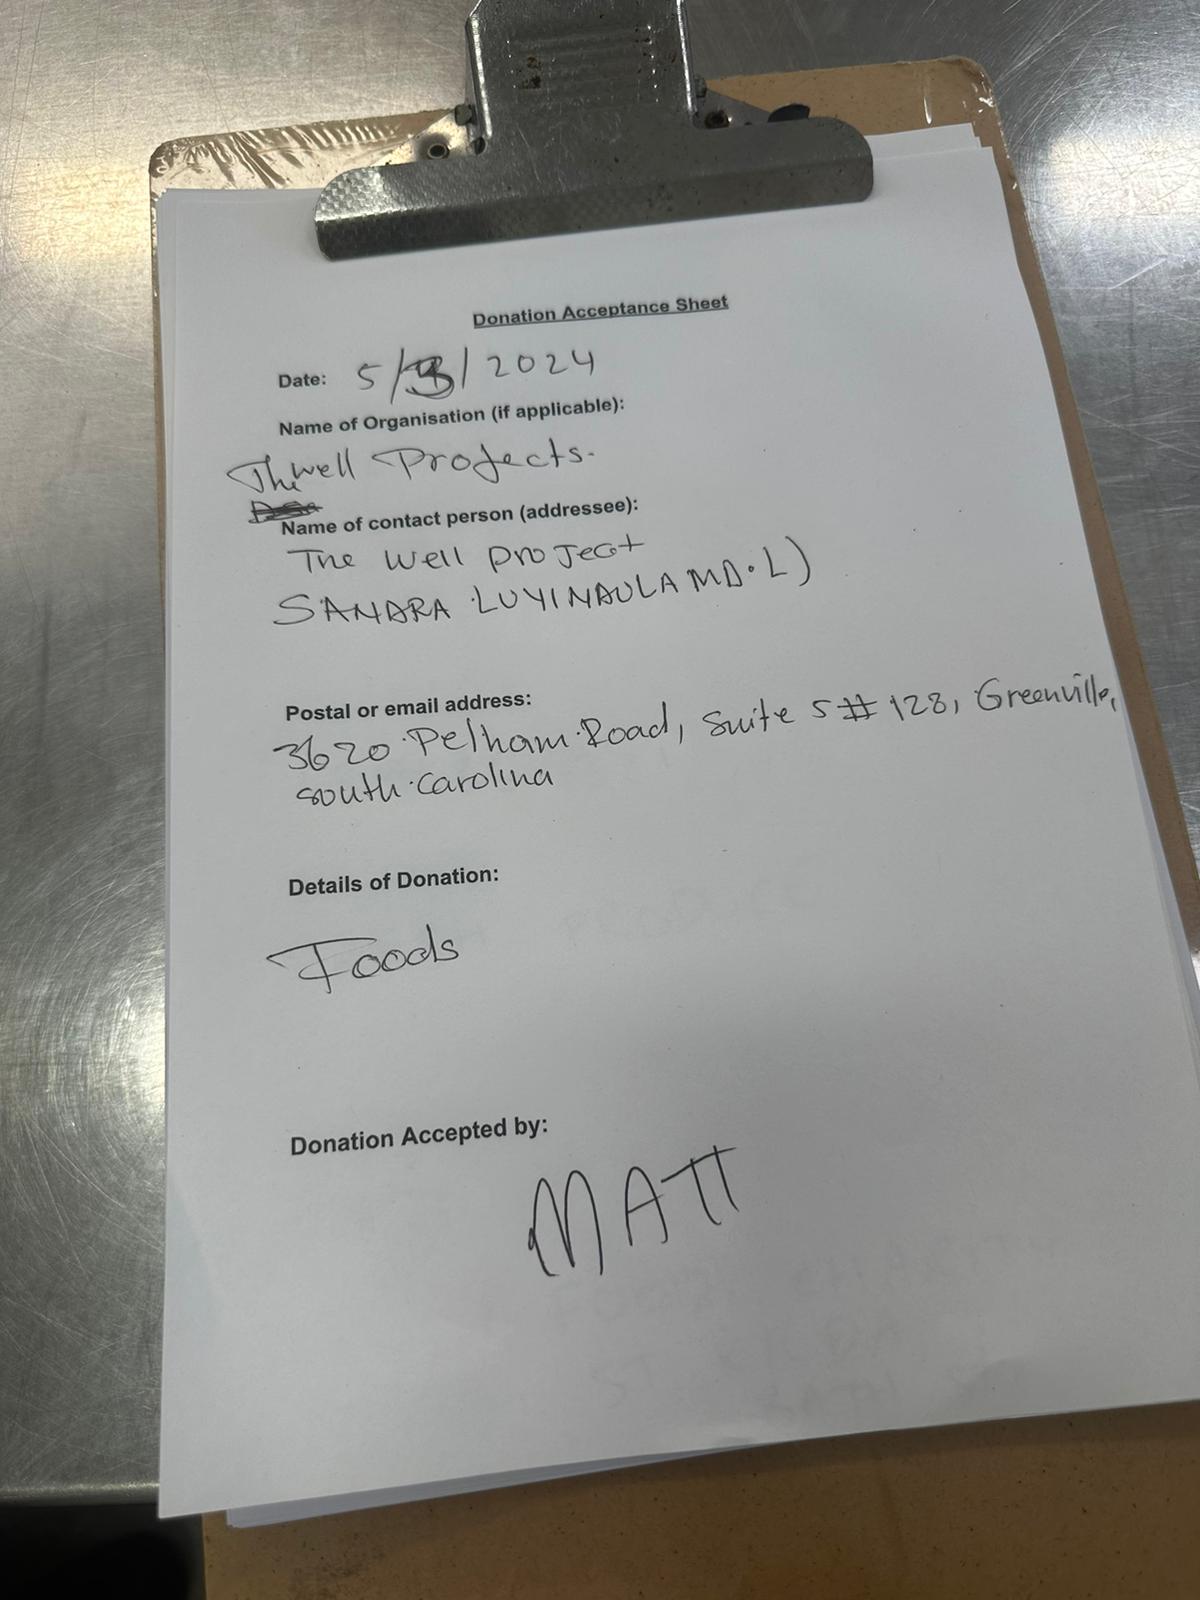 Donation Acceptance Sheet
Date: 5/3/2024
Name of Organisation (if applicable):
The well Projects.
Name of contact person (addressee):
The well project
SANDRA LUYINDULA MD.L)
Postal or email address:
3620 Pelham Road, Suite 5 # 128, Greenville,
south carolina
Details of Donation:
Foods
Donation Accepted by:
MATT